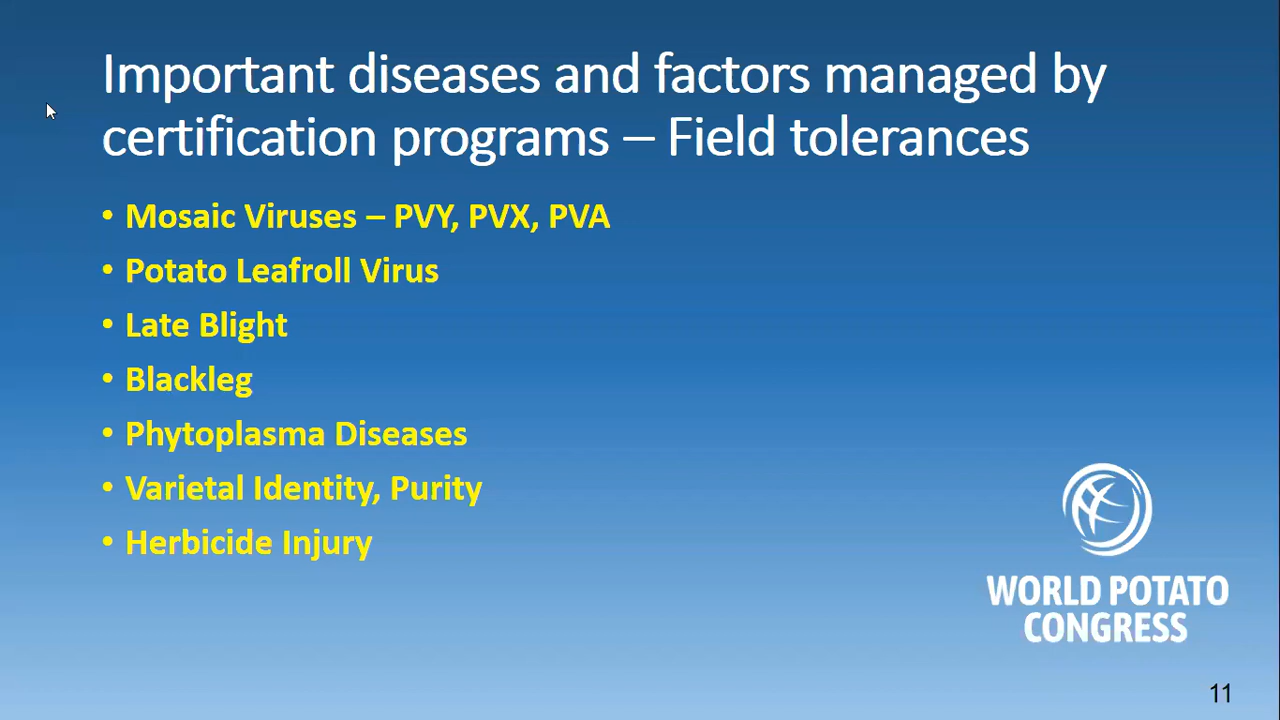 Important diseases and factors managed by
certification programs – Field tolerances
• Mosaic Viruses – PVY, PVX, PVA
• Potato Leafroll Virus
• Late Blight
• Blackleg
• Phytoplasma Diseases
• Varietal Identity, Purity
• Herbicide Injury
WORLD POTATO
CONGRESS
11